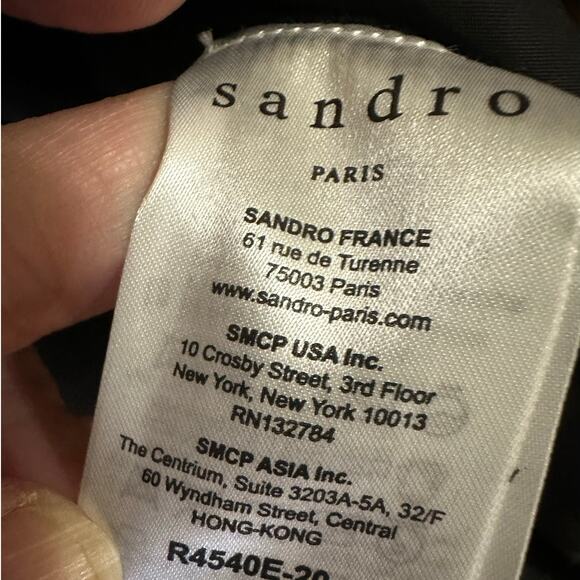 sandro
PARIS
SANDRO FRANCE
61 rue de Turenne
75003 Paris
www.sandro-paris.com
SMCP USA Inc.
10 Crosby Street, 3rd Floor
New York, New York 10013
RN132784
SMCP ASIA Inc.
The Centrium, Suite 3203A-5A, 32/F
60 Wyndham Street, Central
HONG-KONG
R4540E-20